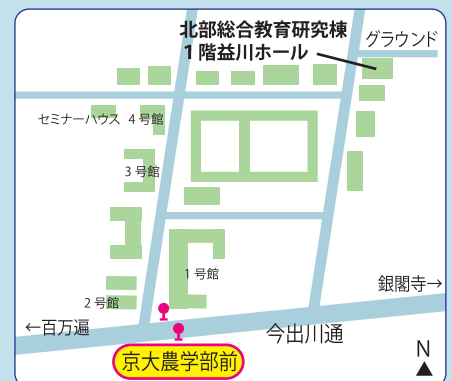 北部総合教育研究棟
1階益川ホール
グラウンド
セミナーハウス 4号館
3号館
1号館
2号館
銀閣寺→
←百万遍
今出川通
京大農学部前
N